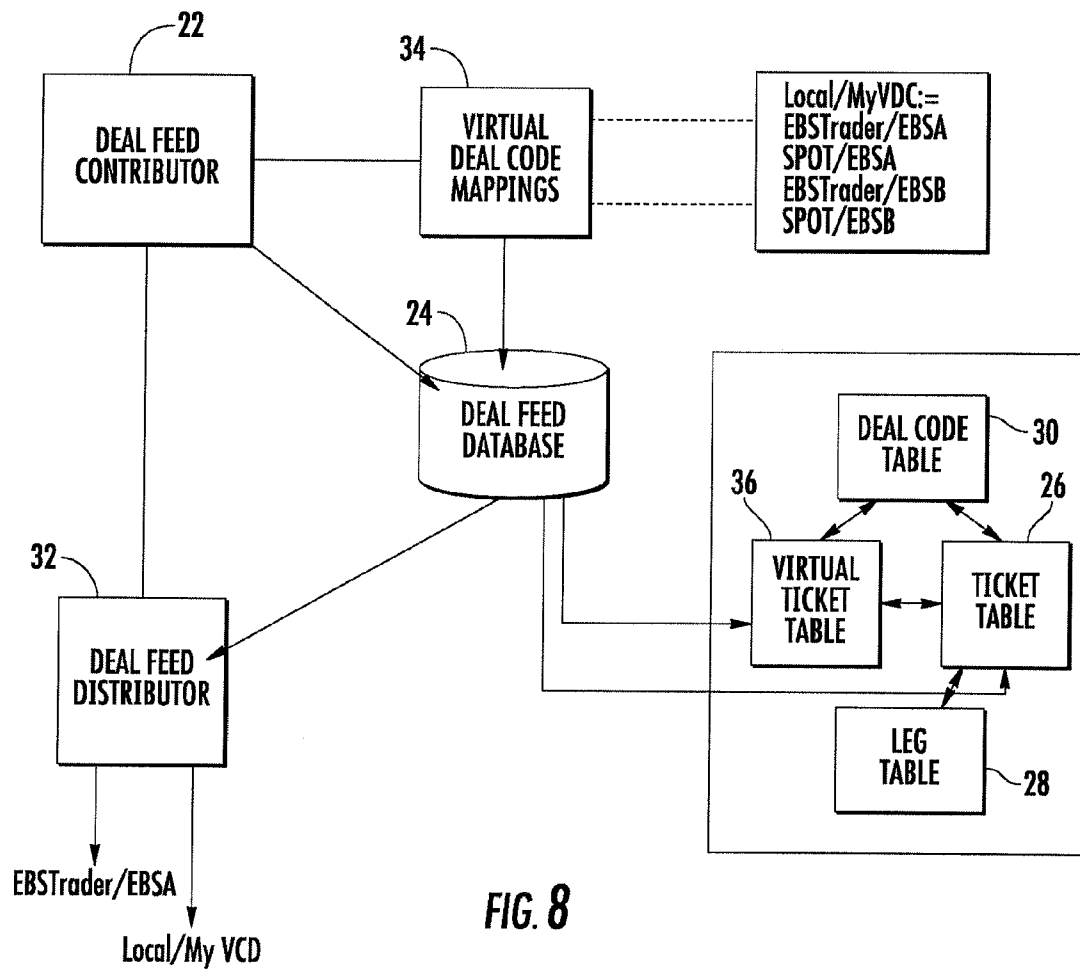 22
34
DEAL FEED
CONTRIBUTOR
VIRTUAL
DEAL CODE
MAPPINGS
Local/MyVDC:=
EBSTrader/EBSA
SPOT/EBSA
EBSTrader/EBSB
SPOT/EBSB
24
DEAL FEED
DATABASE
DEAL CODE
TABLE
30
36
26
VIRTUAL
TICKET
TABLE
TICKET
TABLE
32
DEAL FEED
DISTRIBUTOR
LEG
TABLE
28
EBSTrader/EBSA
Local/My VCD
FIG. 8